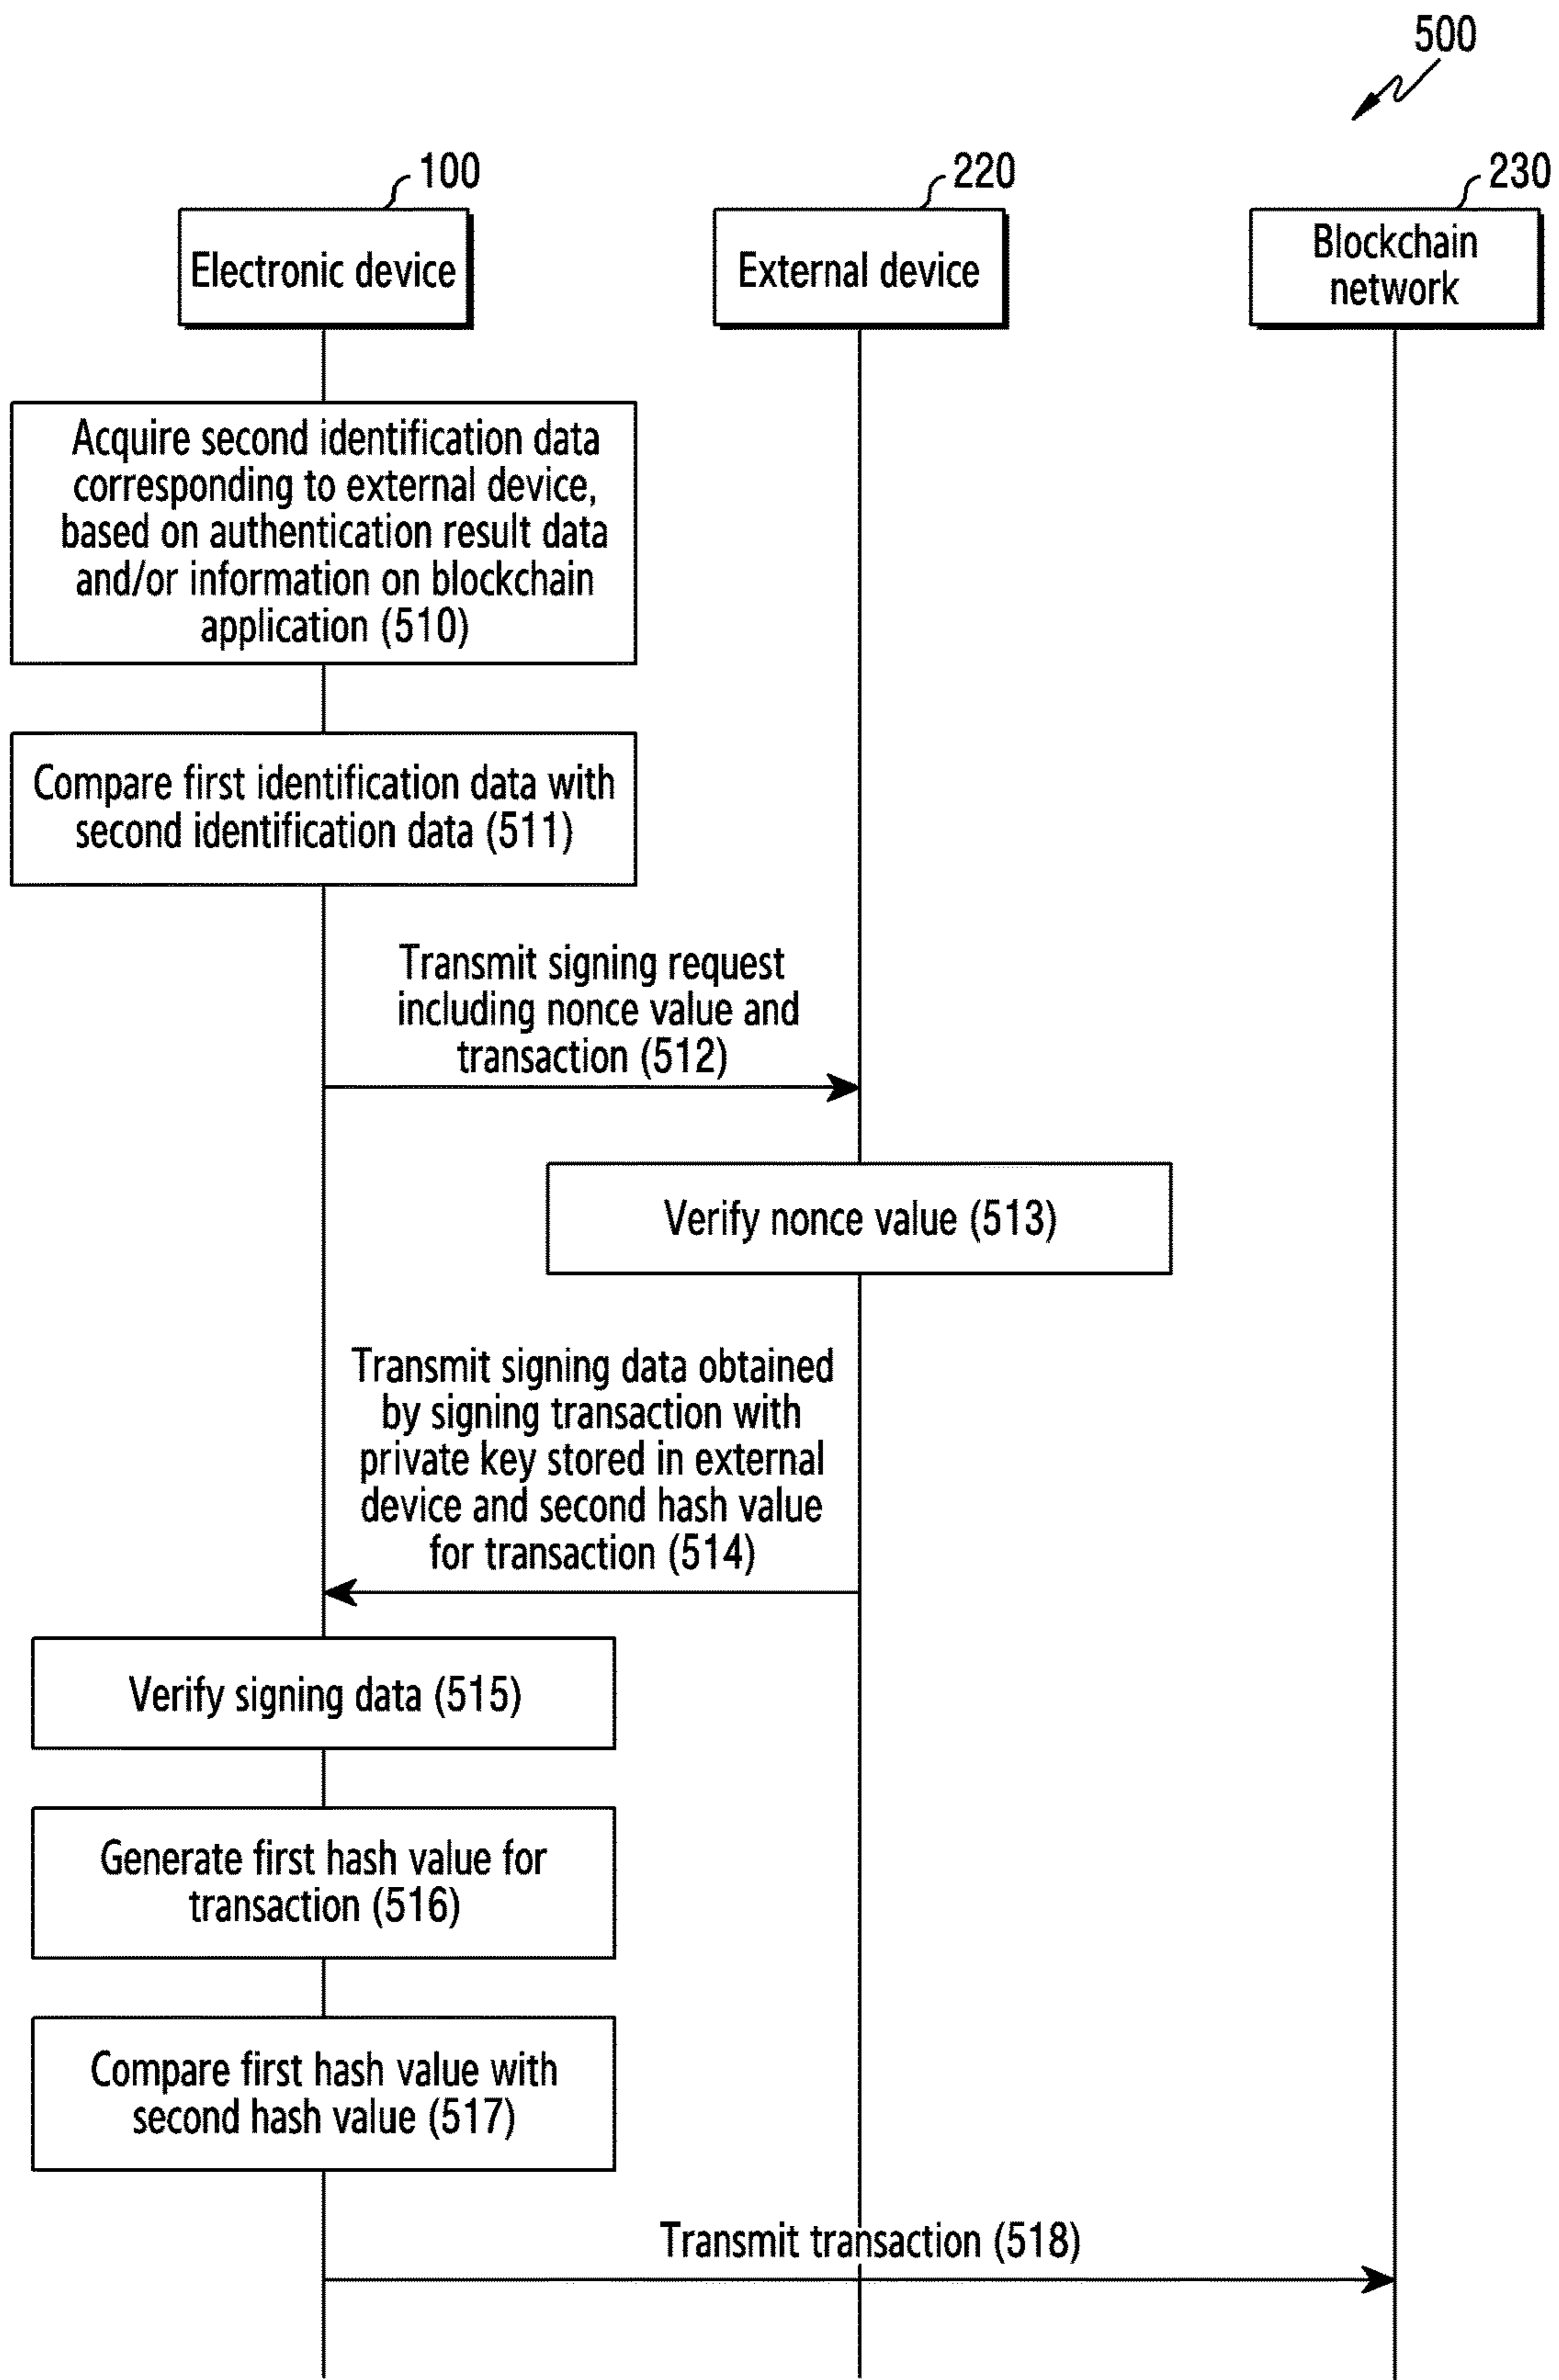 500
100
220
230
Electronic device
External device
Blockchain
network
Acquire second identification data
corresponding to external device,
based on authentication result data
and/or information on blockchain
application (510)
Compare first identification data with
second identification data (511)
Transmit signing request
including nonce value and
transaction (512)
Verify nonce value (513)
Transmit signing data obtained
by signing transaction with
private key stored in external
device and second hash value
for transaction (514)
Verify signing data (515)
Generate first hash value for
transaction (516)
Compare first hash value with
second hash value (517)
Transmit transaction (518)